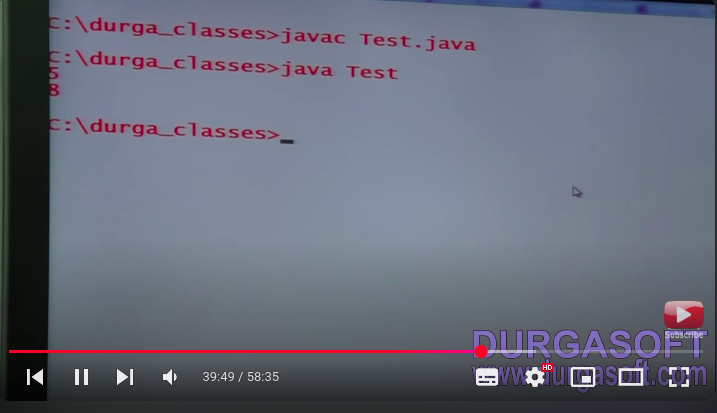 C:\durga_classes>javac Test.java
C:\durga_classes>java Test
5
8
C:\durga_classes>
Subscribe
DURGASOFT
www.durgasoft.com
HD
39:49 / 58:35